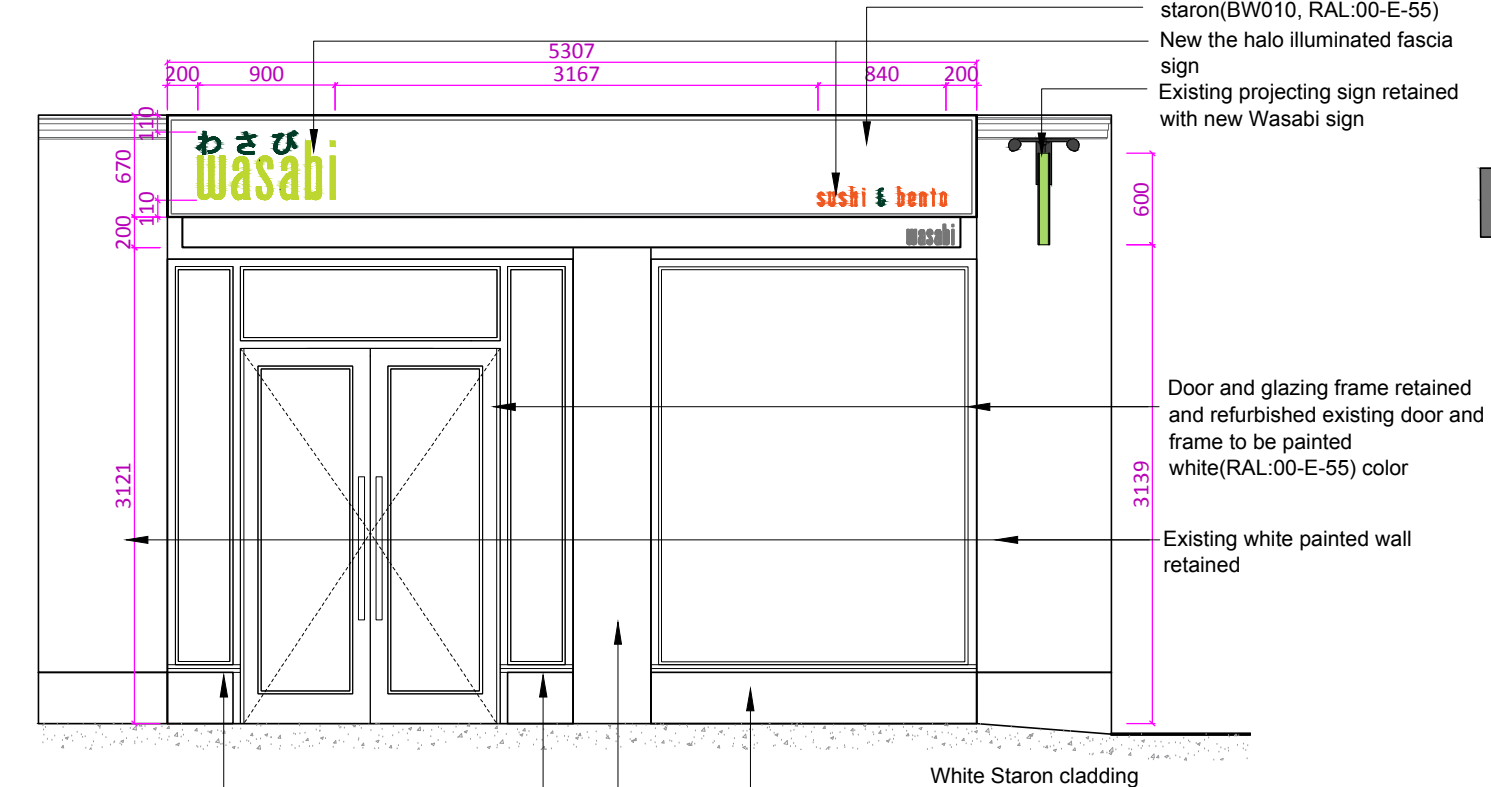 staron(BW010, RAL:00-E-55)
New the halo illuminated fascia
sign
Existing projecting sign retained
with new Wasabi sign
5307
200
900
3167
840
200
110
670
110
200
3121
わさび
wasabi
sushi & bento
wasabi
600
3139
Door and glazing frame retained
and refurbished existing door and
frame to be painted
white(RAL:00-E-55) color
Existing white painted wall
retained
White Staron cladding